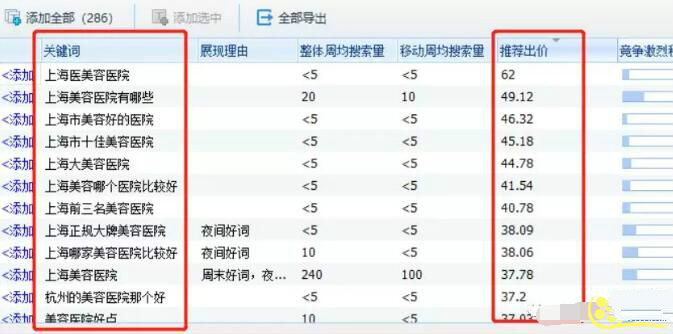 添加全部（286） 添加选中 全部导出
关键词 展现理由 整体周均搜索量 移动周均搜索量 推荐出价 竞争激烈程
<添加 上海医美容医院 <5 <5 62
<添加 上海美容医院有哪些 20 10 49.12
<添加 上海市美容好的医院 <5 <5 46.32
<添加 上海市十佳美容医院 <5 <5 45.18
<添加 上海大美容医院 <5 <5 44.78
<添加 上海美容哪个医院比较好 <5 <5 41.54
<添加 上海前三名美容医院 <5 <5 40.78
<添加 上海正规大牌美容医院 夜间好词 <5 <5 38.09
<添加 上海哪家美容医院比较好 夜间好词 10 <5 38.06
<添加 上海美容医院 周末好词，夜... 240 100 37.78
<添加 杭州的美容医院那个好 <5 <5 37.2
<添加 美容医院好点 <5 <5 37.03